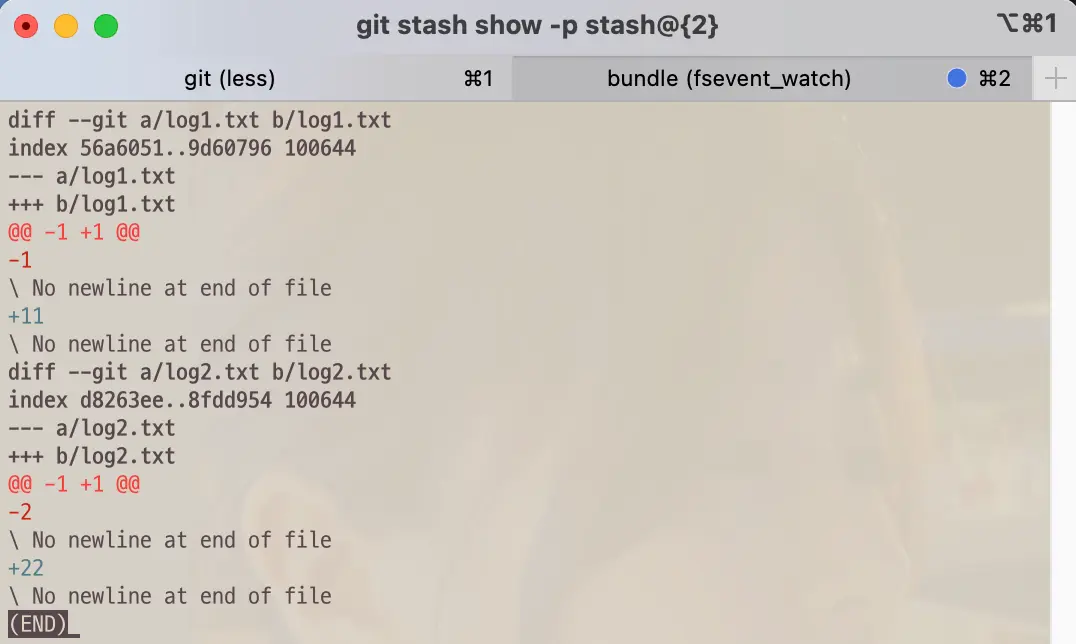 git stash show -p stash@{2}
⌥⌘1
git (less) ⌘1
bundle (fsevent_watch) ⌘2
diff --git a/log1.txt b/log1.txt
index 56a6051..9d60796 100644
--- a/log1.txt
+++ b/log1.txt
@@ -1 +1 @@
-1
\ No newline at end of file
+11
\ No newline at end of file
diff --git a/log2.txt b/log2.txt
index d8263ee..8fdd954 100644
--- a/log2.txt
+++ b/log2.txt
@@ -1 +1 @@
-2
\ No newline at end of file
+22
\ No newline at end of file
(END)